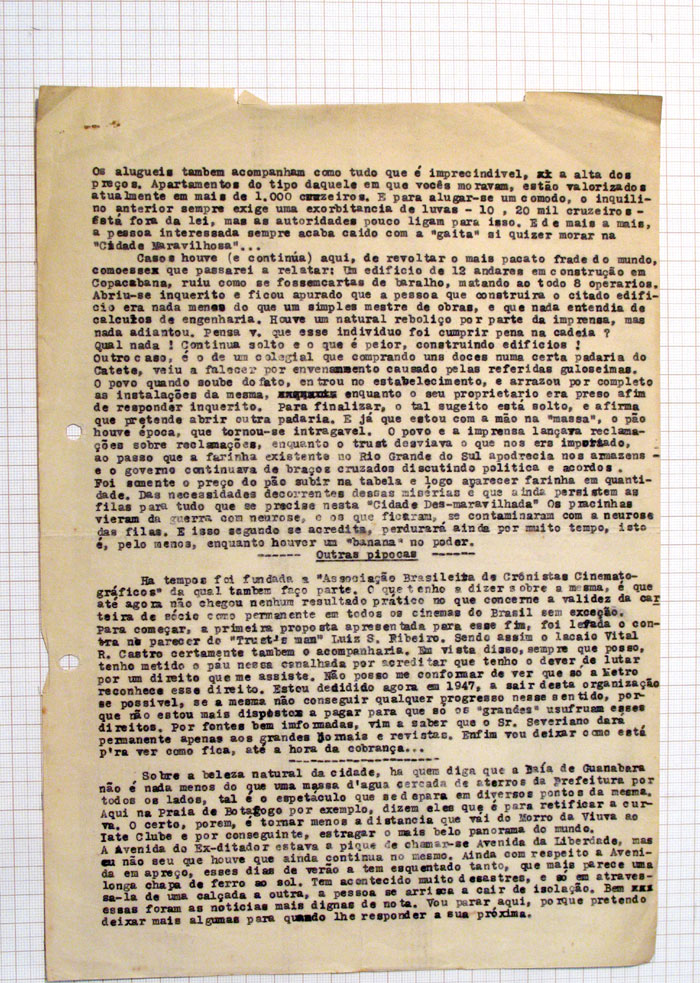 Os alugueis tambem acompanham como tudo que é imprecindivel, a alta dos
preços. Apartamentos do tipo daquele em que vocês moravam, estão valorizados
atualmente em mais de 1.000 cruzeiros. E para alugar-se um comodo, o inquili-
no anterior sempre exige uma exorbitancia de luvas - 10 , 20 mil cruzeiros -
Está fora da lei, mas as autoridades pouco ligam para isso. E de mais a mais,
a pessoa interessada sempre acaba caido com a "gaita" si quizer morar na
"Cidade Maravilhosa"...
Casos houve (e continúa) aqui, de revoltar o mais pacato frade do mundo,
comoessex que passarei a relatar: Um edificio de 12 andares em construção em
Copacabana, ruiu como se fossemcartas de baralho, matando ao todo 8 operarios.
Abriu-se inquerito e ficou apurado que a pessoa que construira o citado edifi-
cio era nada menos do que um simples mestre de obras, e que nada entendia de
calculos de engenharia. Houve um natural reboliço por parte da imprensa, mas
nada adiantou. Pensa v. que esse individuo foi cumprir pena na cadeia ?
Qual nada ! Continua solto e o que é peior, construindo edificios !
Outro caso, é o de um colegial que comprando uns doces numa certa padaria do
Catete, veiu a falecer por envenenamento causado pelas referidas guloseimas.
O povo quando soube do fato, entrou no estabelecimento, e arrazou por completo
as instalações da mesma, enquanto o seu proprietario era preso afim
de responder inquerito. Para finalizar, o tal sugeito está solto, e afirma
que pretende abrir outra padaria. E já que estou com a mão na "massa", o pão
houve época, que tornou-se intragavel. O povo e a imprensa lançava reclama-
ções sobre reclamações, enquanto o trust desviava o que nos era importado,
ao passo que a farinha existente no Rio Grande do Sul apodrecia nos armazens -
e o governo continuava de braços cruzados discutindo politica e acordos .
Foi somente o preço do pão subir na tabela e logo aparecer farinha em quanti-
dade. Das necessidades decorrentes dessas misérias é que ainda persistem as
filas para tudo que se precise nesta "Cidade Des-maravilhada" Os pracinhas
vieram da guerra com neurose, e os que ficaram, se contaminaram com a neurose
das filas. E isso segundo se acredita, perdurará ainda por muito tempo, isto
é, pelo menos, enquanto houver um "banana" no poder.
------ Outras pipocas ------
Ha tempos foi fundada a "Associação Brasileira de Crônistas Cinemato-
gráficos" da qual tambem faço parte. O que tenho a dizer sobre a mesma, é que
até agora não chegou nenhum resultado prático no que concerne a validez da car
teira de sócio como permanente em todos os cinemas do Brasil sem exceção.
Para começar, a primeira proposta apresentada para esse fim, foi levada o con-
tra no parecer do "Trust's man" Luiz S. Ribeiro. Sendo assim o lacaio Vital
R. Castro certamente tambem o acompanharia. Em vista disso, sempre que posso,
tenho metido o páu nessa canalhada por acreditar que tenho o dever de lutar
por um direito que me assiste. Não posso me conformar de ver que só a Metro
reconhece esse direito. Estou dedidido agora em 1947, a sair desta organização
se possivel, se a mesma não conseguir qualquer progresso nesse sentido, por-
que não estou mais dispôstox a pagar para que só os "grandes" usufruam esses
direitos. Por fontes bem imformadas, vim a saber que o Sr. Severiano dará
permanente apenas aos grandes jornais e revistas. Enfim vou deixar como está
p'ra ver como fica, até a hora da cobrança...
-----------------
Sobre a beleza natural da cidade, ha quem diga que a Baía de Guanabara
não é nada menos do que uma massa d'agua cercada de aterros da Prefeitura por
todos os lados, tal é o espetáculo que se depara em diversos pontos da mesma.
Aqui na Praia de Botafogo por exemplo, dizem eles que é para retificar a cur-
va. O certo, porem, é tornar menos a distancia que vai do Morro da Viuva ao
Iate Clube e por conseguinte, estragar o mais belo panorama do mundo.
A Avenida do Ex-ditador estava a pique de chamar-se Avenida da Liberdade, mas
eu não seu que houve que ainda continua no mesmo. Ainda com respeito a Aveni-
da em apreço, esses dias de verão a tem esquentado tanto, que mais parece uma
longa chapa de ferro ao sol. Tem acontecido muito desastres, e só em atraves-
sa-la de uma calçada a outra, a pessoa se arrisca a cair de isolação. Bem xxx
essas foram as noticias mais dignas de nota. Vou parar aqui, porque pretendo
deixar mais algumas para quando lhe responder a sua próxima.